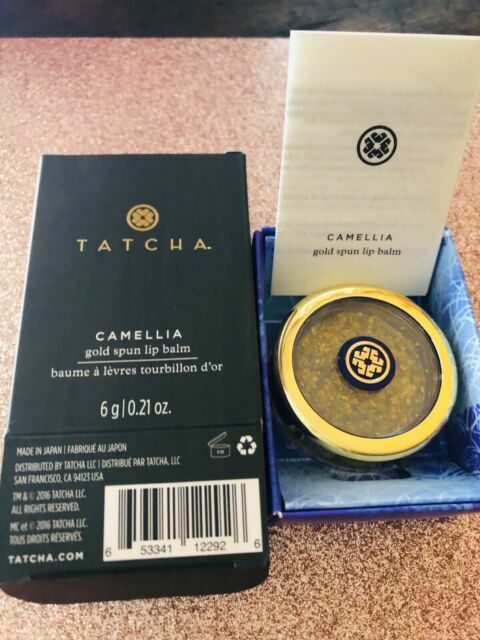 TATCHA
CAMELLIA
gold spun lip balm
baume à lèvres tourbillon d'or
6 g|0.21 oz.
MADE IN JAPAN | FABRIQUÉ AU JAPON
DISTRIBUTED BY TATCHA LLC | DISTRIBUÉ PAR TATCHA, LLC
SAN FRANCISCO, CA 94123 USA
TM & © 2016 TATCHA LLC.
ALL RIGHTS RESERVED.
MC et © 2016 TATCHA LLC.
TOUS DROITS RÉSERVÉS.
TATCHA.COM
6 53341 12292 6
CAMELLIA
gold spun lip balm